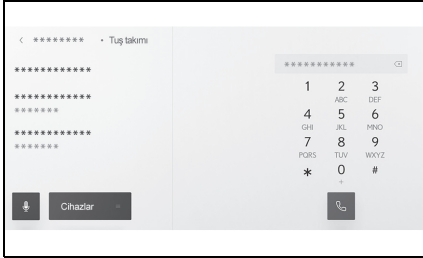 < ******** • Tuş takımı
************
************
*******
************
*******
Cihazlar
***********
1 2 3
ABC DEF
4 5 6
GHI JKL MNO
7 8 9
PQRS TUV WXYZ
* 0 #
+